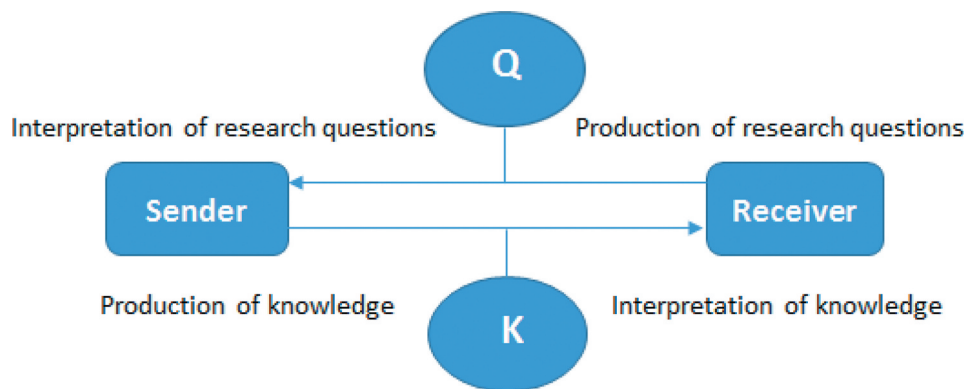 Q
Interpretation of research questions
Production of research questions
Sender
Receiver
Production of knowledge
Interpretation of knowledge
K